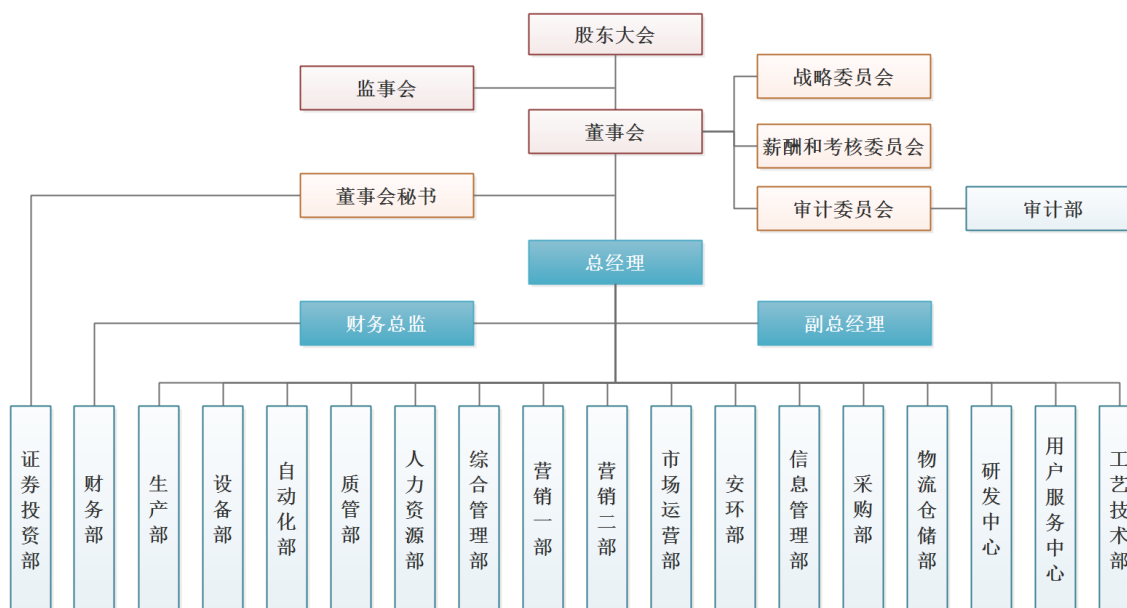 股东大会
监事会
战略委员会
董事会
薪酬和考核委员会
董事会秘书
审计委员会
审计部
总经理
财务总监
副总经理
证券投资部
财务部
生产部
设备部
自动化部
质管部
人力资源部
综合管理部
营销一部
营销二部
市场运营部
安环部
信息管理部
采购部
物流仓储部
研发中心
用户服务中心
工艺技术部